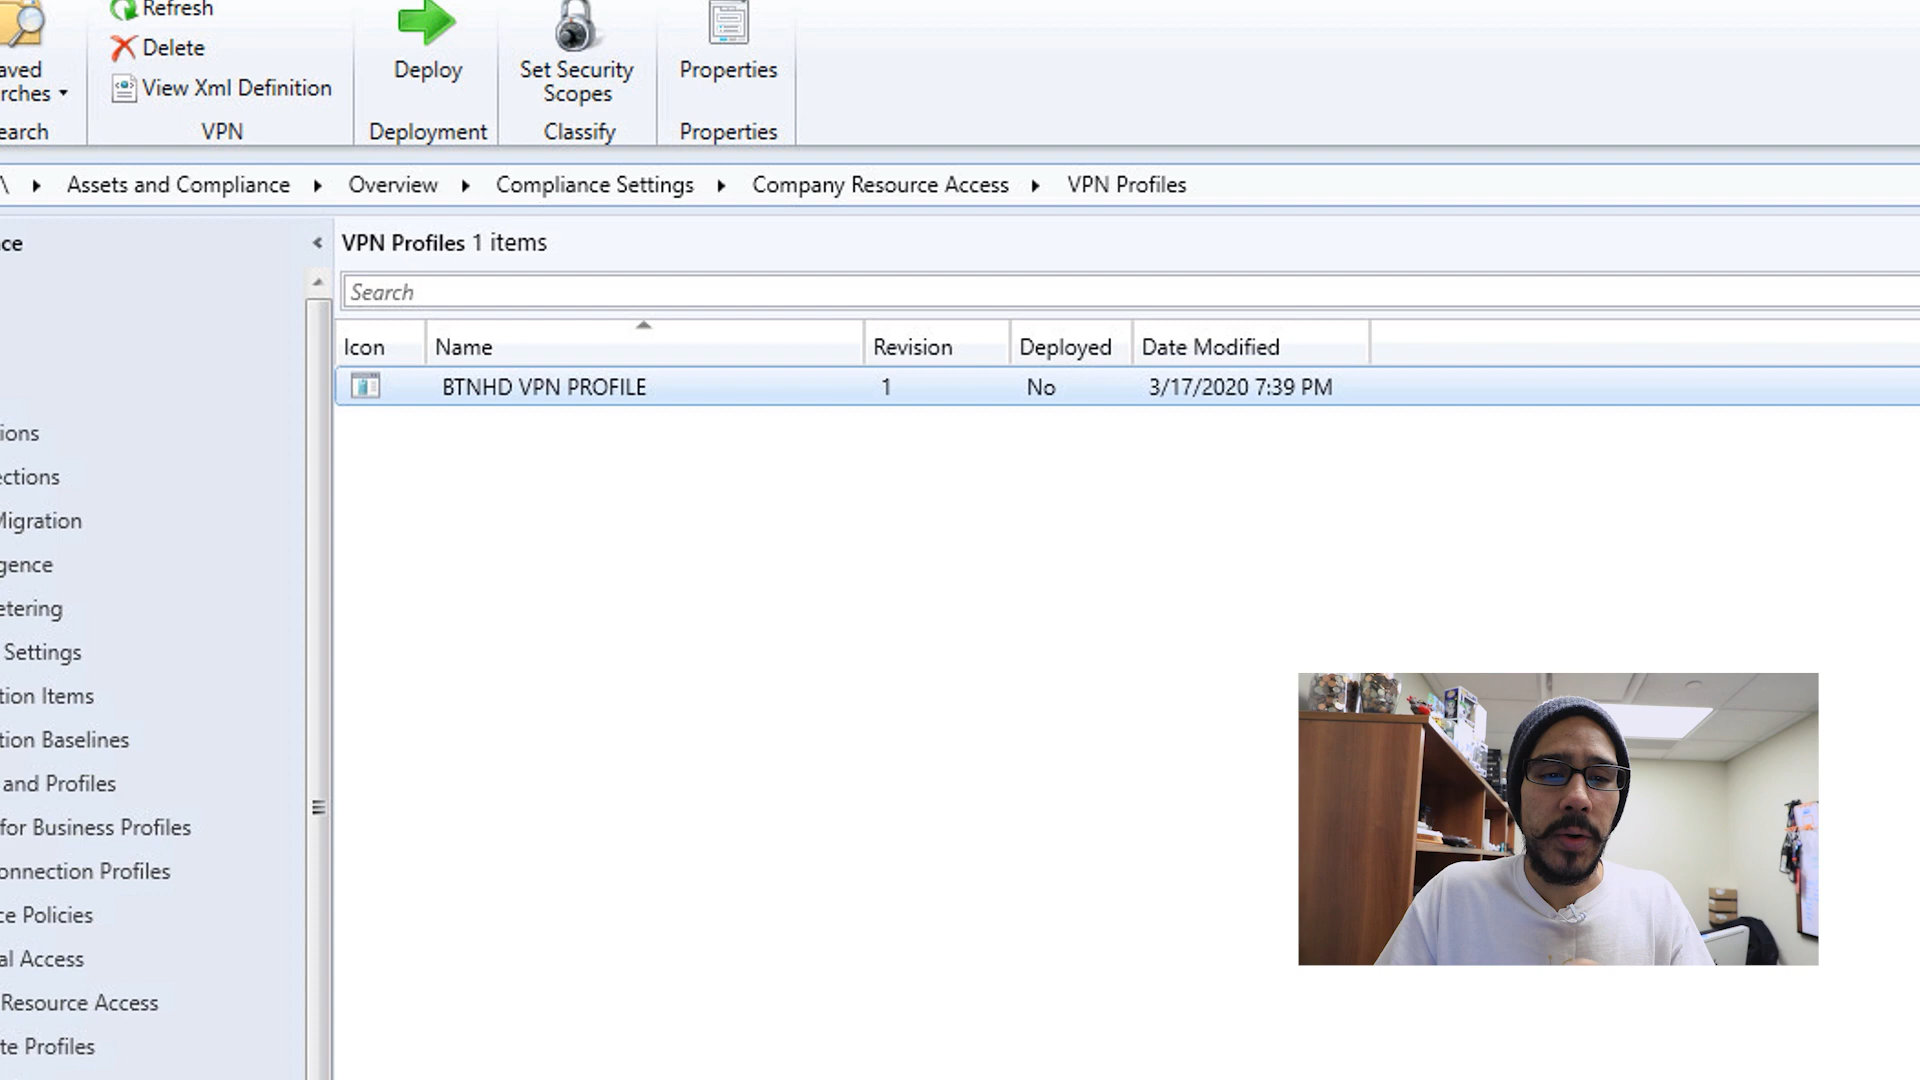 Refresh
Delete
View Xml Definition
VPN
aved
rches
earch
Deploy
Deployment
Set Security
Scopes
Classify
Properties
Properties
\ Assets and Compliance Overview Compliance Settings Company Resource Access VPN Profiles
ce
VPN Profiles 1 items
Search
Icon Name Revision Deployed Date Modified
BTNHD VPN PROFILE 1 No 3/17/2020 7:39 PM
ions
ections
Migration
gence
etering
Settings
tion Items
tion Baselines
and Profiles
for Business Profiles
onnection Profiles
ce Policies
al Access
Resource Access
te Profiles